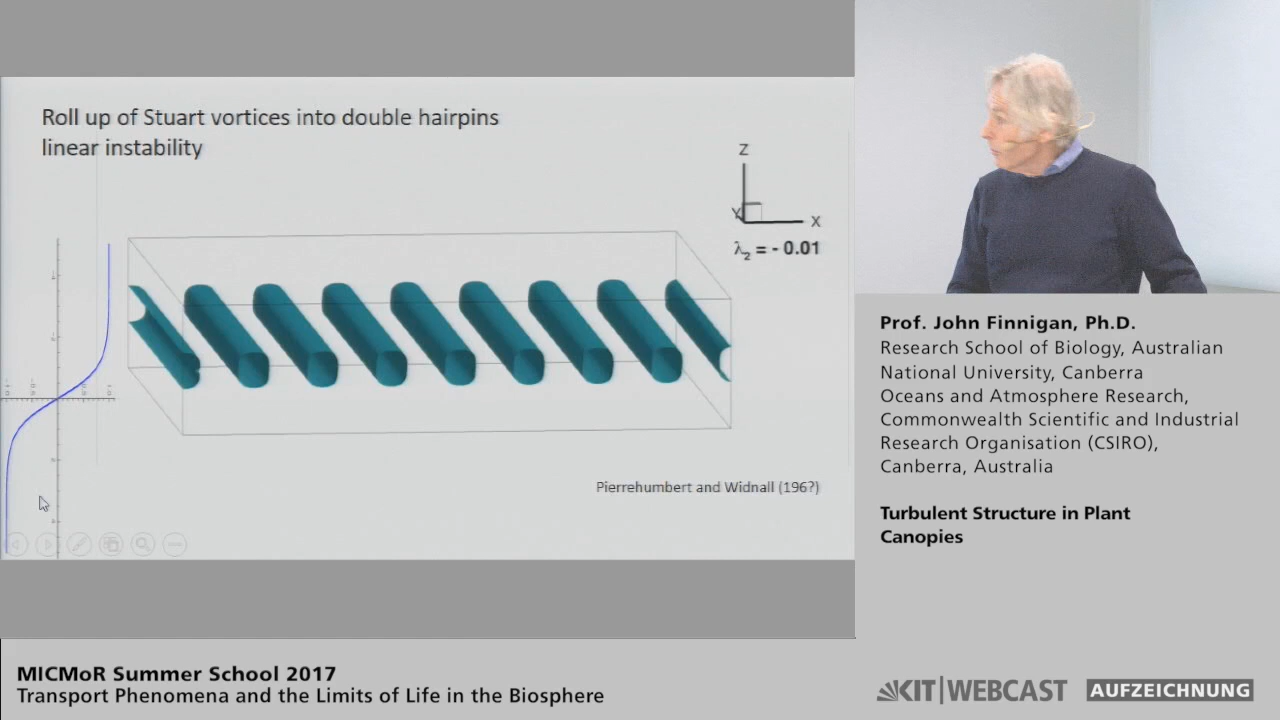 Roll up of Stuart vortices into double hairpins
linear instability
Z
Y
X
λ₂ = - 0.01
Pierrehumbert and Widnall (196?)
Prof. John Finnigan, Ph.D.
Research School of Biology, Australian
National University, Canberra
Oceans and Atmosphere Research,
Commonwealth Scientific and Industrial
Research Organisation (CSIRO),
Canberra, Australia
Turbulent Structure in Plant
Canopies
MICMoR Summer School 2017
Transport Phenomena and the Limits of Life in the Biosphere
KIT|WEBCAST
AUFZEICHNUNG